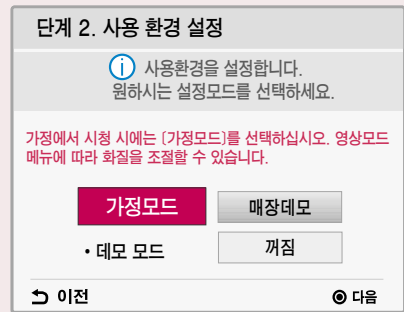 단계 2. 사용 환경 설정
i 사용환경을 설정합니다.
원하시는 설정모드를 선택하세요.
가정에서 시청 시에는 [가정모드]를 선택하십시오. 영상모드
메뉴에 따라 화질을 조절할 수 있습니다.
가정모드 매장데모
• 데모 모드 꺼짐
이전 다음